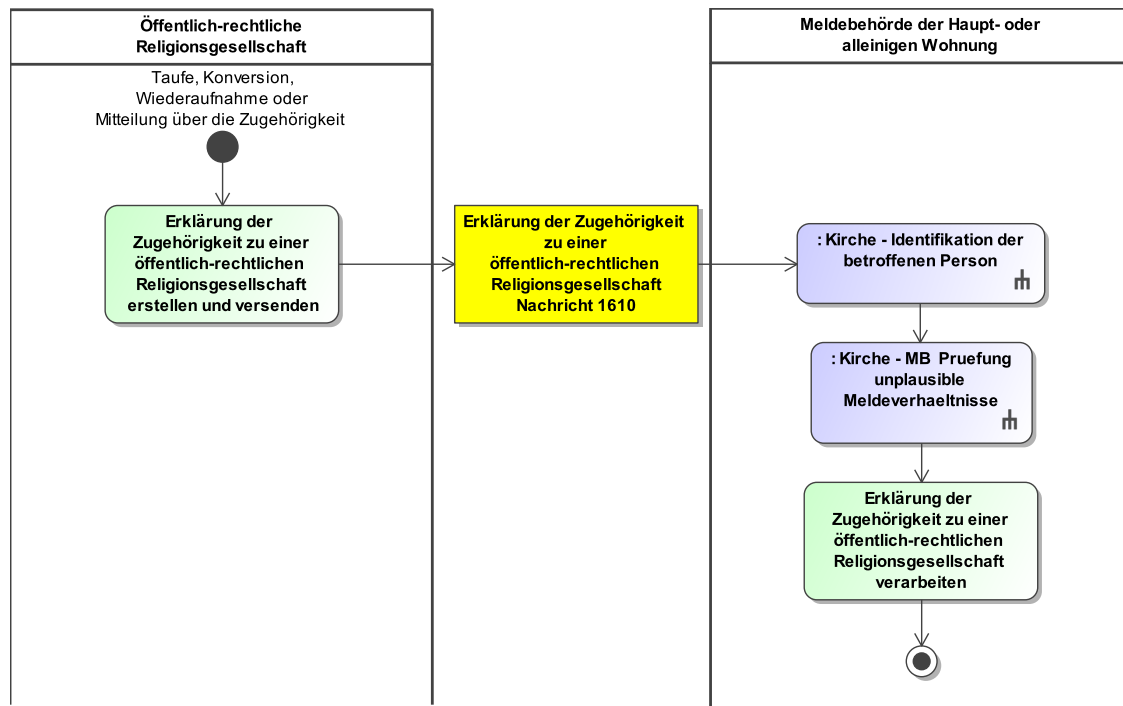 Öffentlich-rechtliche
Religionsgesellschaft
Taufe, Konversion,
Wiederaufnahme oder
Mitteilung über die Zugehörigkeit
Erklärung der
Zugehörigkeit zu einer
öffentlich-rechtlichen
Religionsgesellschaft
erstellen und versenden
Erklärung der Zugehörigkeit
zu einer
öffentlich-rechtlichen
Religionsgesellschaft
Nachricht 1610
Meldebehörde der Haupt- oder
alleinigen Wohnung
: Kirche - Identifikation der
betroffenen Person
: Kirche - MB  Pruefung
unplausible
Meldeverhaeltnisse
Erklärung der
Zugehörigkeit zu einer
öffentlich-rechtlichen
Religionsgesellschaft
verarbeiten